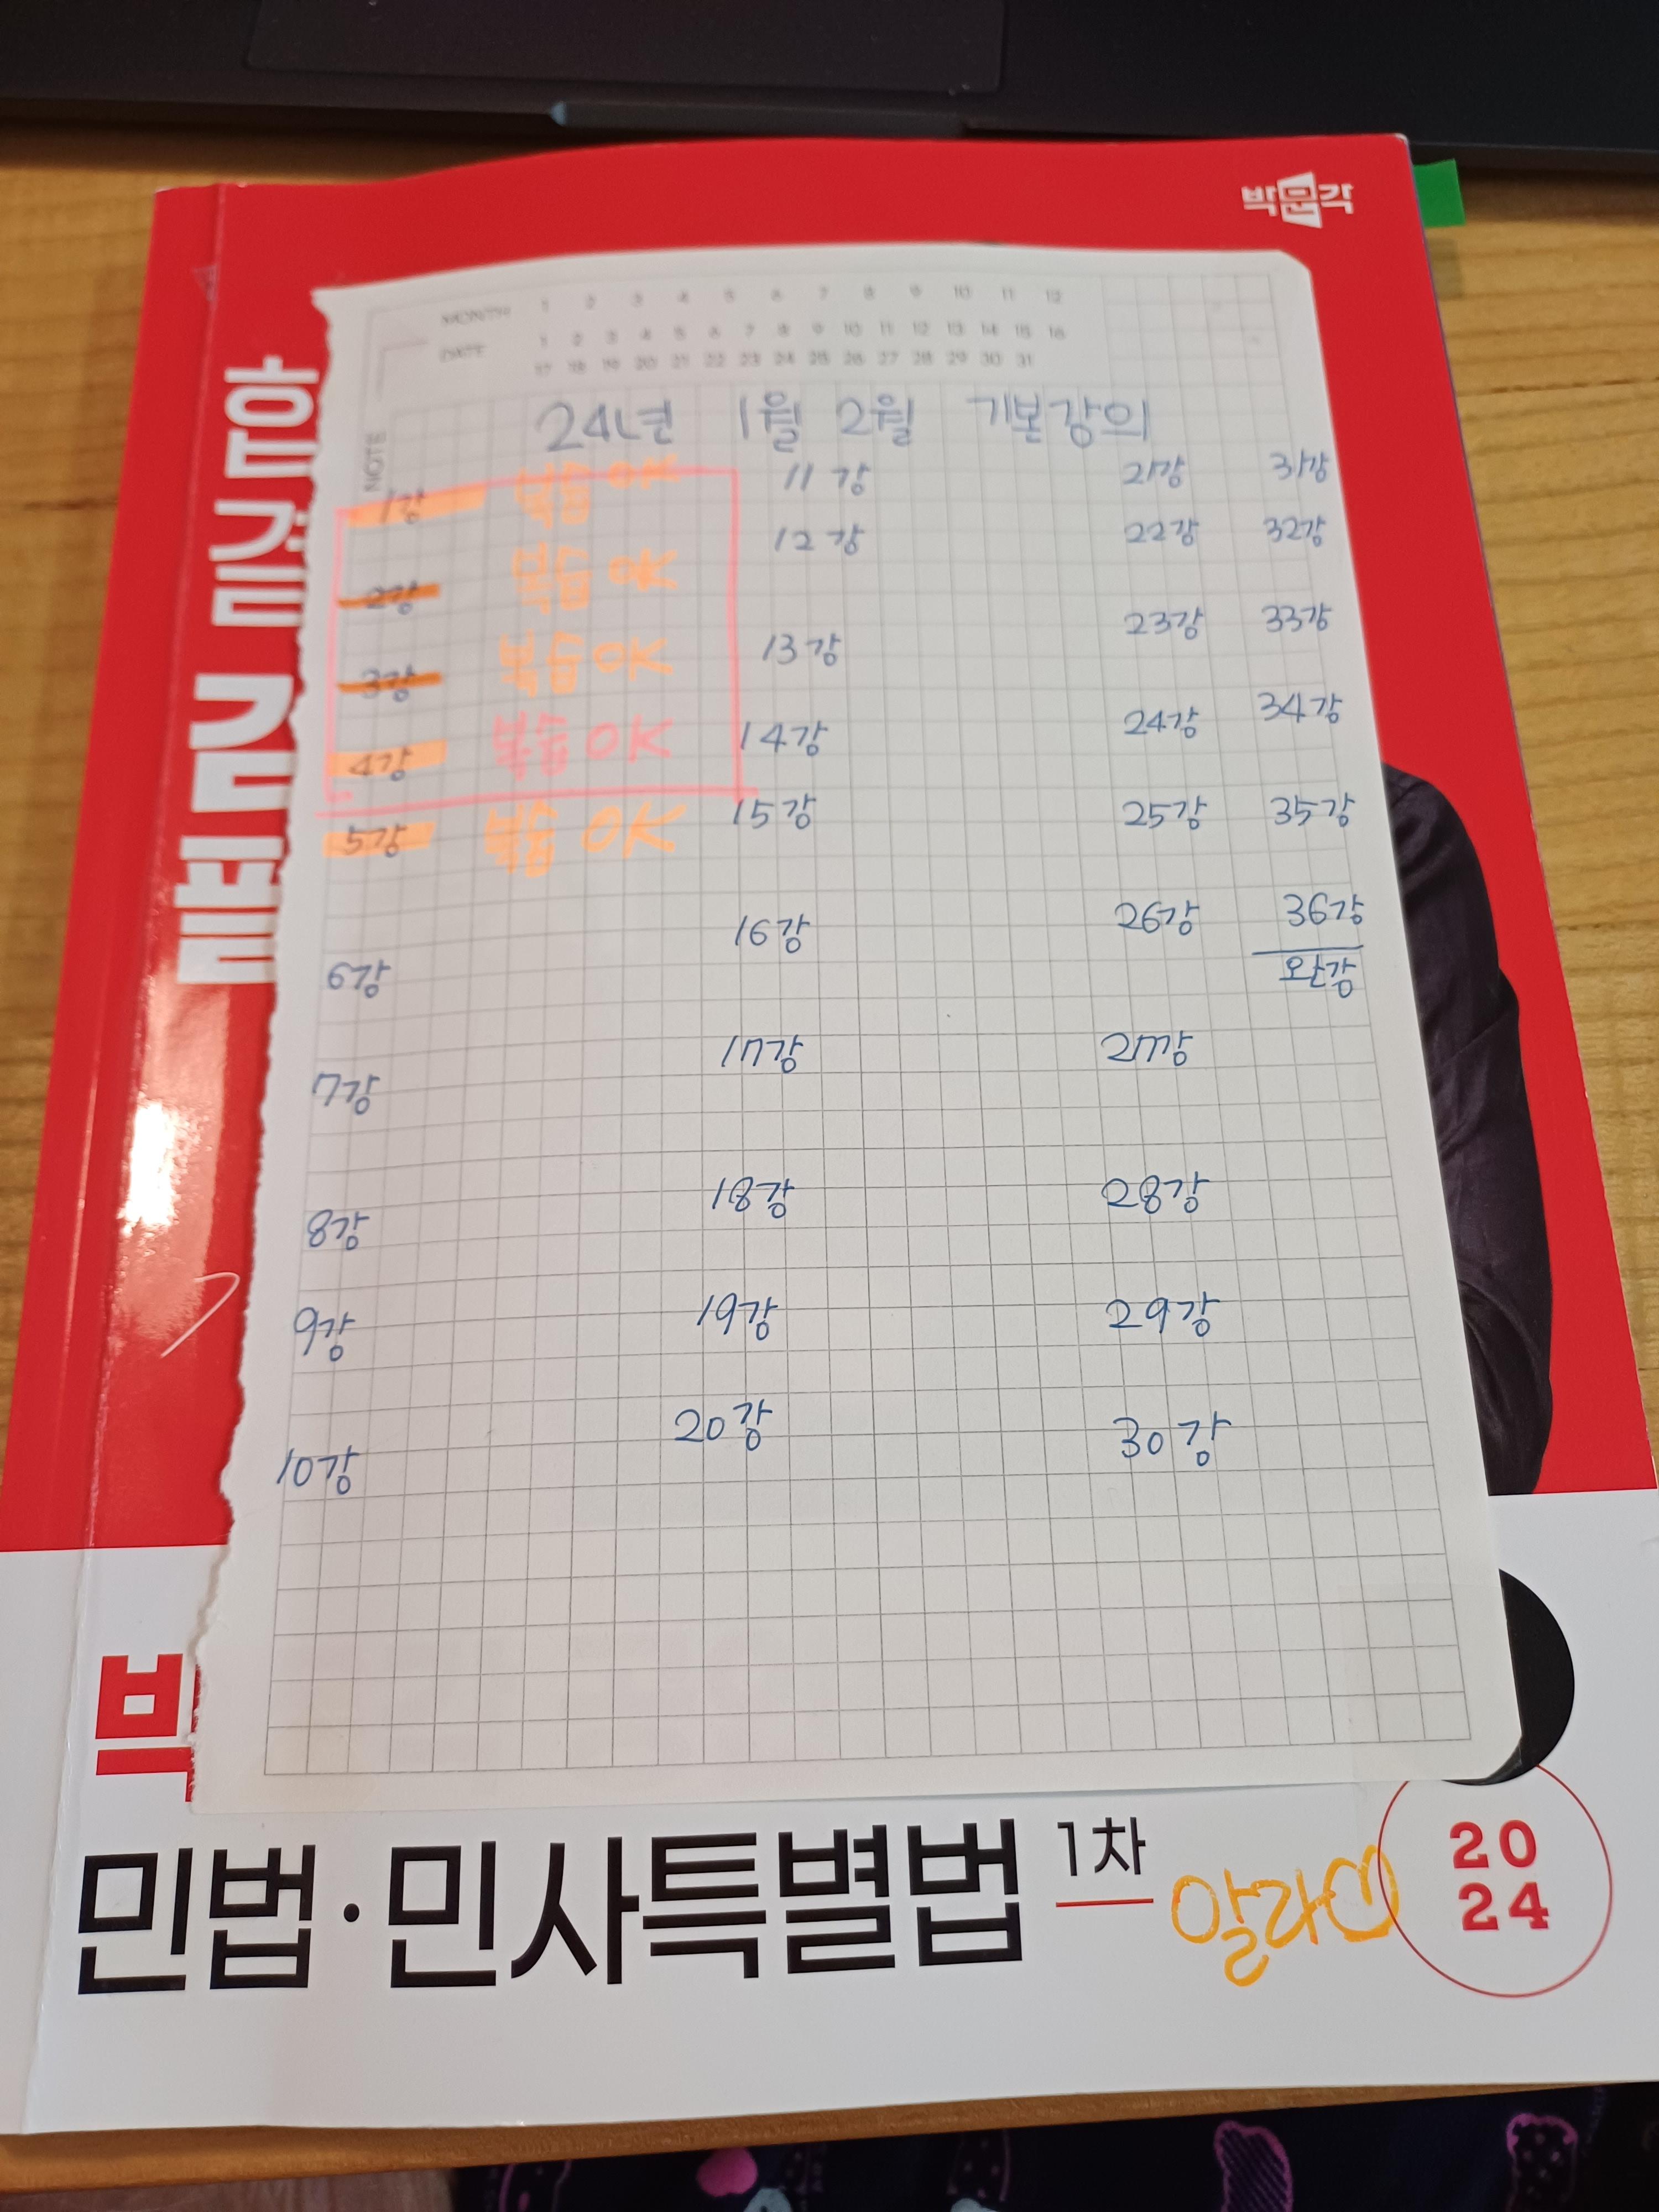 박문각
MONTH 1 2 3 4 5 6 7 8 9 10 11 12
DATE 1 2 3 4 5 6 7 8 9 10 11 12 13 14 15 16
17 18 19 20 21 22 23 24 25 26 27 28 29 30 31
NOTE
24년 1월 2월 기본강의
1강 복습 OK 11강 21강 31강
2강 복습 OK 12강 22강 32강
3강 복습 OK 13강 23강 33강
4강 복습 OK 14강 24강 34강
5강 복습 OK 15강 25강 35강
6강 16강 26강 36강
완강
7강 17강 27강
8강 18강 28강
9강 19강 29강
10강 20강 30강
민법·민사특별법 1차
알라
20
24